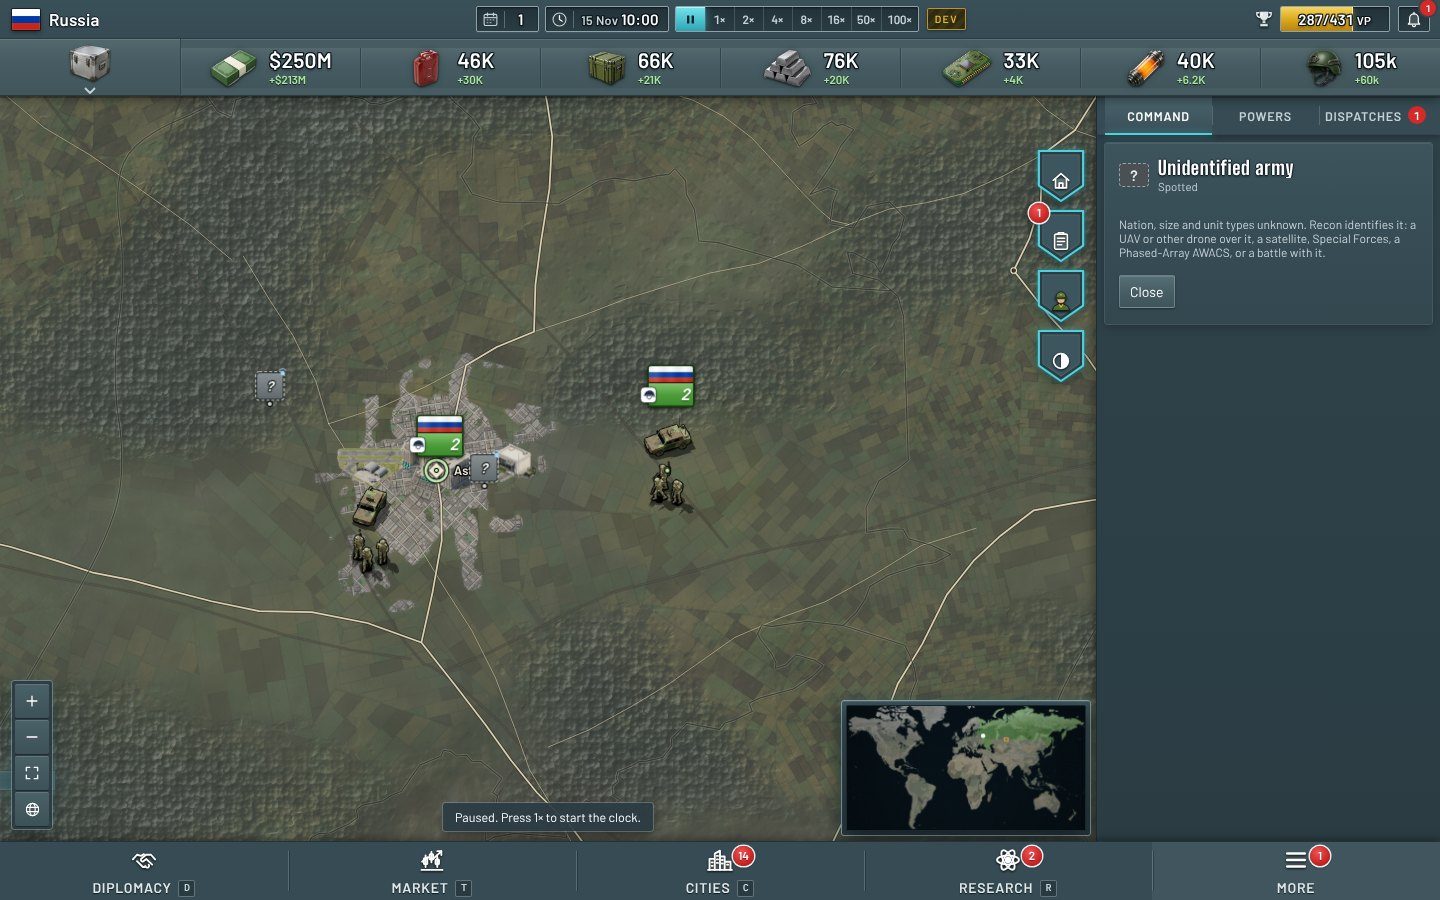 Russia
1
15 Nov 10:00
1× 2× 4× 8× 16× 50× 100×
DEV
287/431 VP
1
$250M
+$213M
46K
+30K
66K
+21K
76K
+20K
33K
+4K
40K
+6.2K
105k
+60k
COMMAND
POWERS
DISPATCHES 1
?
Unidentified army
Spotted
Nation, size and unit types unknown. Recon identifies it: a
UAV or other drone over it, a satellite, Special Forces, a
Phased-Array AWACS, or a battle with it.
Close
1
?
2
2
As
?
Paused. Press 1× to start the clock.
DIPLOMACY D
MARKET T
14
CITIES C
2
RESEARCH R
1
MORE